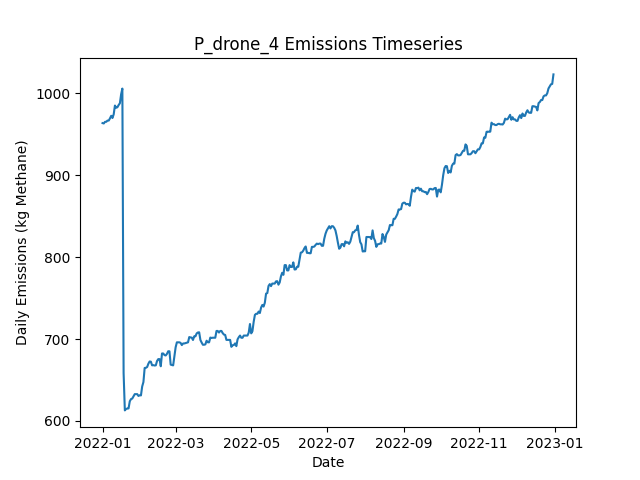 P_drone_4 Emissions Timeseries
Daily Emissions (kg Methane)
1000
900
800
700
600
2022-01 2022-03 2022-05 2022-07 2022-09 2022-11 2023-01
Date